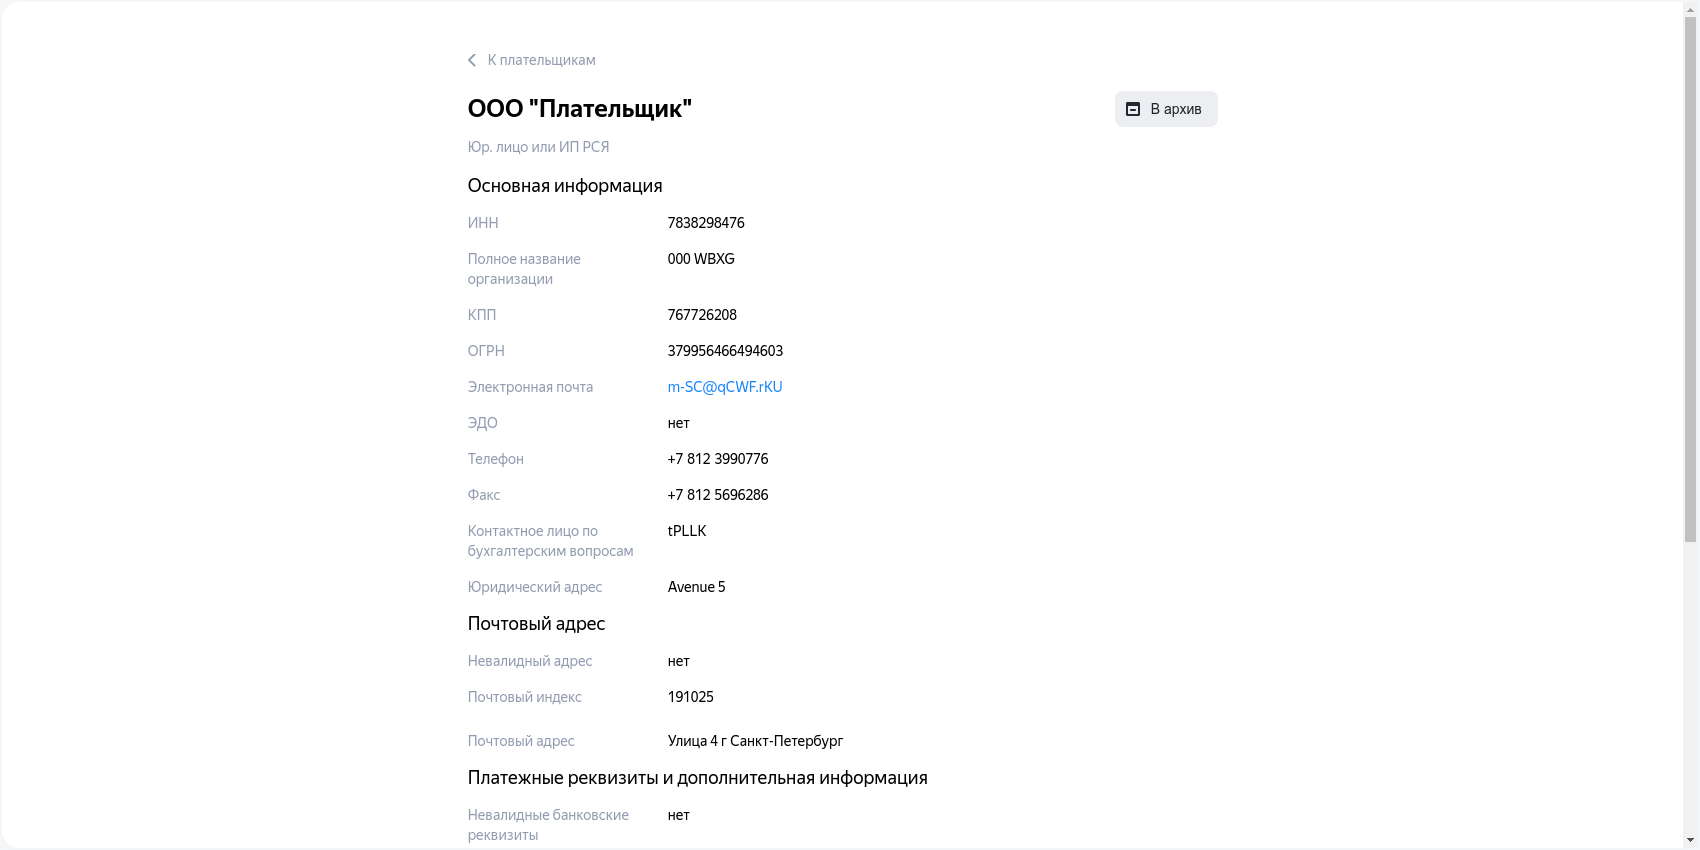 К плательщикам
ООО "Плательщик"
В архив
Юр. лицо или ИП РСЯ
Основная информация
ИНН 7838298476
Полное название 000 WBXG
организации
КПП 767726208
ОГРН 379956466494603
Электронная почта m-SC@qCWF.rKU
ЭДО нет
Телефон +7 812 3990776
Факс +7 812 5696286
Контактное лицо по tPLLK
бухгалтерским вопросам
Юридический адрес Avenue 5
Почтовый адрес
Невалидный адрес нет
Почтовый индекс 191025
Почтовый адрес Улица 4 г Санкт-Петербург
Платежные реквизиты и дополнительная информация
Невалидные банковские нет
реквизиты